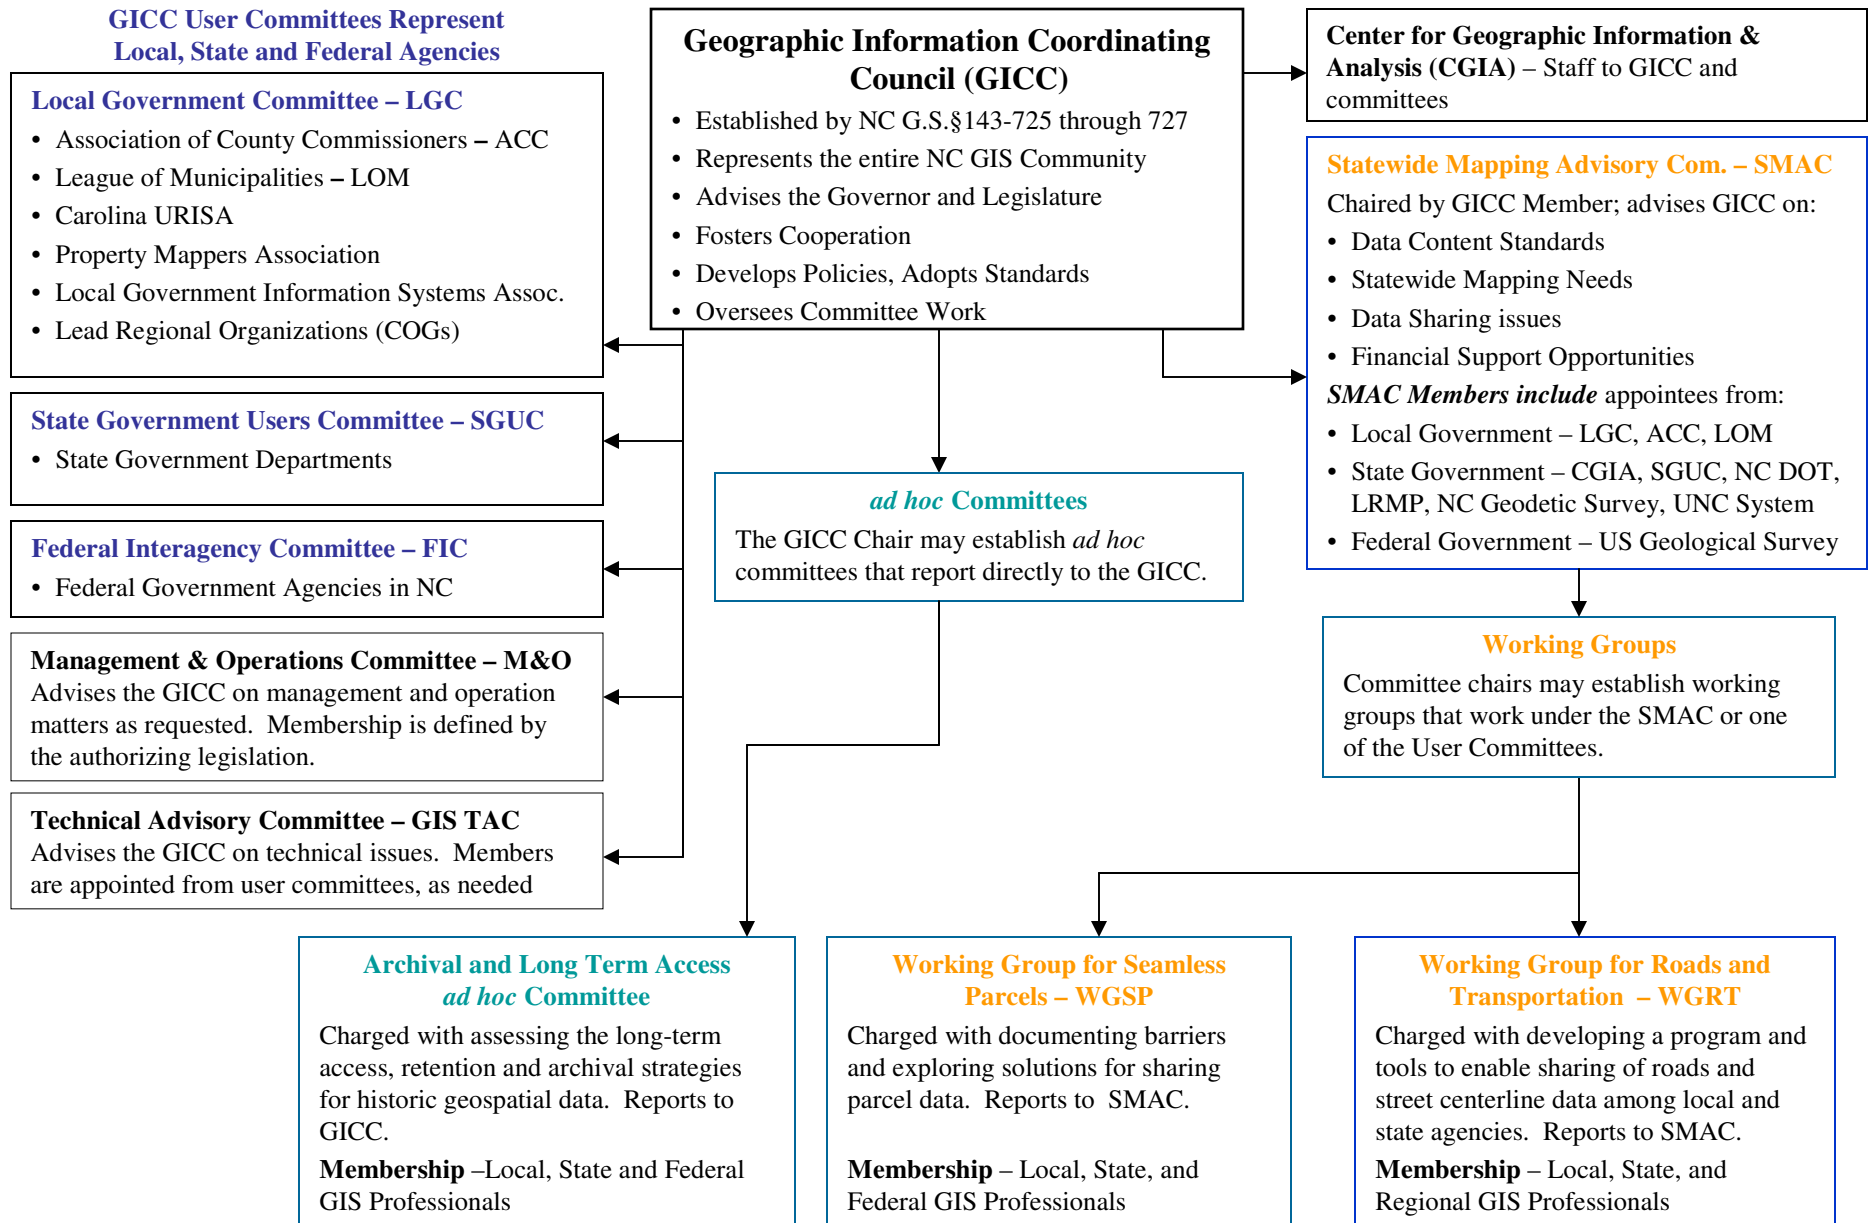 GICC User Committees Represent
Local, State and Federal Agencies
Local Government Committee – LGC
• Association of County Commissioners – ACC
• League of Municipalities – LOM
• Carolina URISA
• Property Mappers Association
• Local Government Information Systems Assoc.
• Lead Regional Organizations (COGs)
State Government Users Committee – SGUC
• State Government Departments
Federal Interagency Committee – FIC
• Federal Government Agencies in NC
Management & Operations Committee – M&O
Advises the GICC on management and operation
matters as requested.  Membership is defined by
the authorizing legislation.
Technical Advisory Committee – GIS TAC
Advises the GICC on technical issues.  Members
are appointed from user committees, as needed
Geographic Information Coordinating
Council (GICC)
• Established by NC G.S.§143-725 through 727
• Represents the entire NC GIS Community
• Advises the Governor and Legislature
• Fosters Cooperation
• Develops Policies, Adopts Standards
• Oversees Committee Work
ad hoc Committees
The GICC Chair may establish ad hoc
committees that report directly to the GICC.
Center for Geographic Information &
Analysis (CGIA) – Staff to GICC and
committees
Statewide Mapping Advisory Com. – SMAC
Chaired by GICC Member; advises GICC on:
• Data Content Standards
• Statewide Mapping Needs
• Data Sharing issues
• Financial Support Opportunities
SMAC Members include appointees from:
• Local Government – LGC, ACC, LOM
• State Government – CGIA, SGUC, NC DOT,
LRMP, NC Geodetic Survey, UNC System
• Federal Government – US Geological Survey
Working Groups
Committee chairs may establish working
groups that work under the SMAC or one
of the User Committees.
Archival and Long Term Access
ad hoc Committee
Charged with assessing the long-term
access, retention and archival strategies
for historic geospatial data.  Reports to
GICC.
Membership –Local, State and Federal
GIS Professionals
Working Group for Seamless
Parcels – WGSP
Charged with documenting barriers
and exploring solutions for sharing
parcel data.  Reports to  SMAC.
Membership – Local, State, and
Federal GIS Professionals
Working Group for Roads and
Transportation  – WGRT
Charged with developing a program and
tools to enable sharing of roads and
street centerline data among local and
state agencies.  Reports to SMAC.
Membership – Local, State, and
Regional GIS Professionals